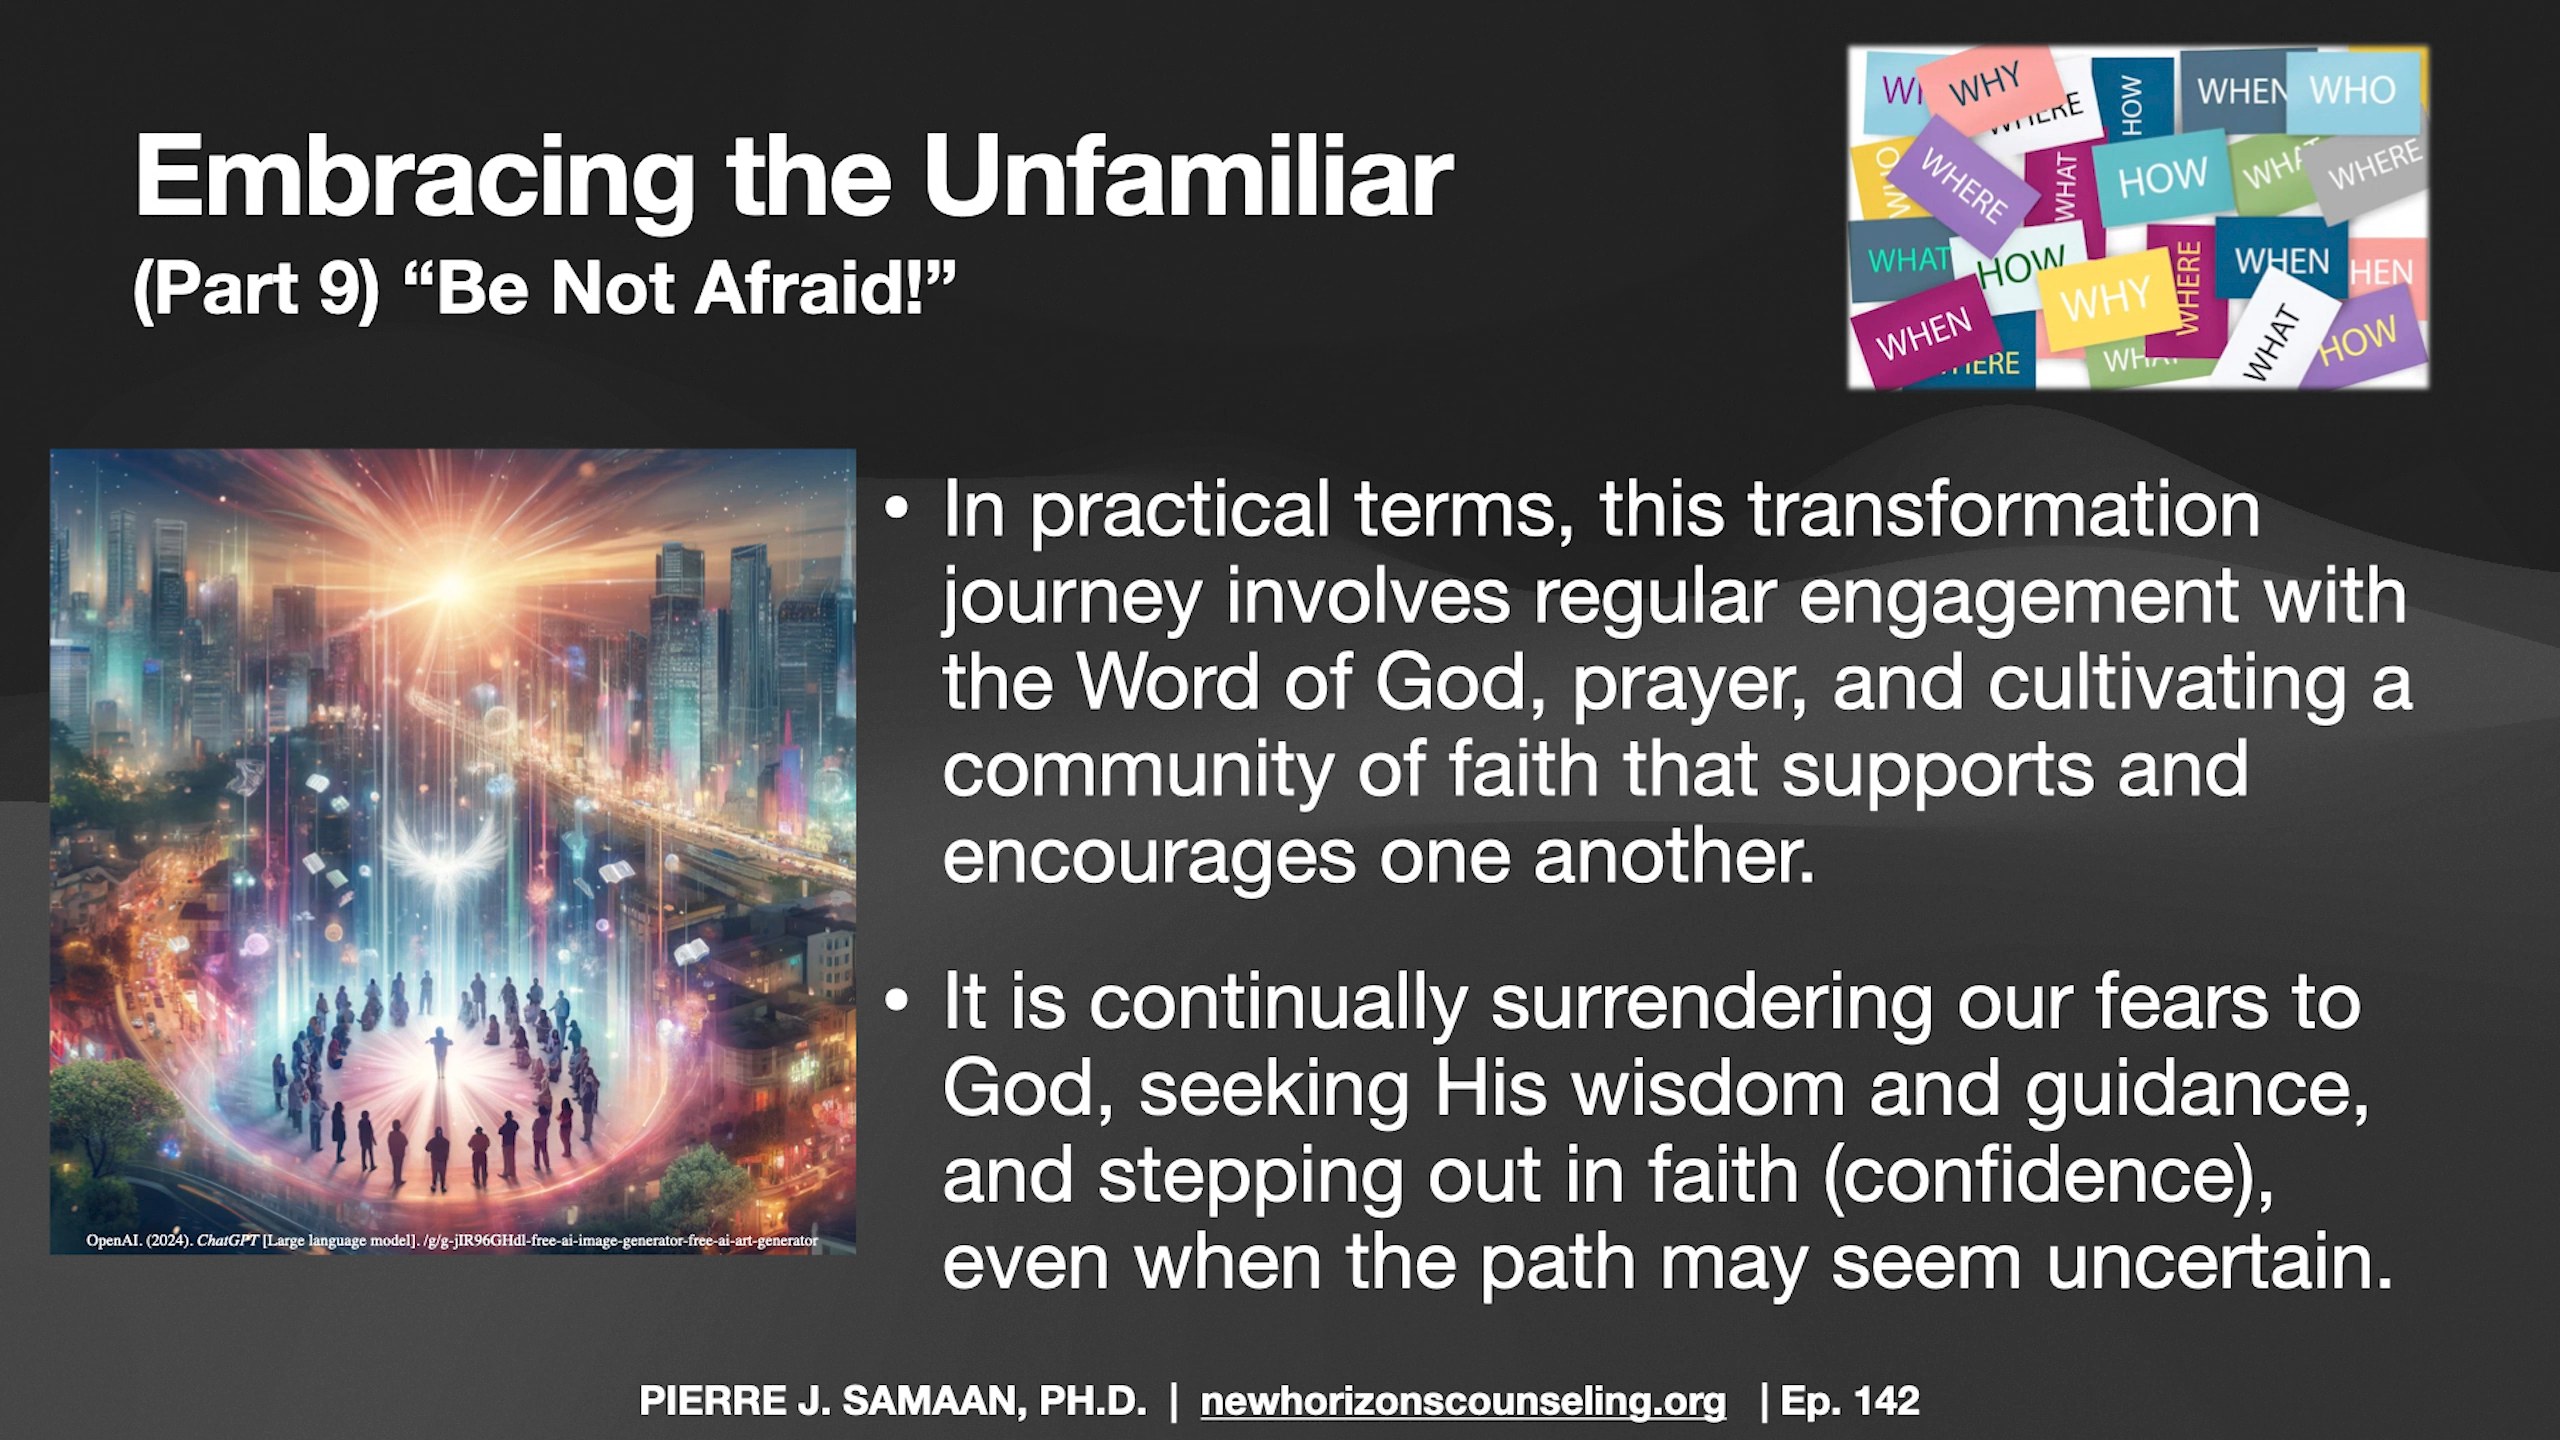 Embracing the Unfamiliar
(Part 9) “Be Not Afraid!”
WHY
WHERE
HOW
WHEN
WHO
WHO
WHERE
WHAT
HOW
WHAT
WHERE
WHAT
HOW
WHY
WHERE
WHEN
HEN
WHEN
WHAT
WHAT
HOW
• In practical terms, this transformation
journey involves regular engagement with
the Word of God, prayer, and cultivating a
community of faith that supports and
encourages one another.
• It is continually surrendering our fears to
God, seeking His wisdom and guidance,
and stepping out in faith (confidence),
even when the path may seem uncertain.
OpenAI. (2024). ChatGPT [Large language model]. /g/g-jIR96GHdl-free-ai-image-generator-free-ai-art-generator
PIERRE J. SAMAAN, PH.D. | newhorizonscounseling.org | Ep. 142